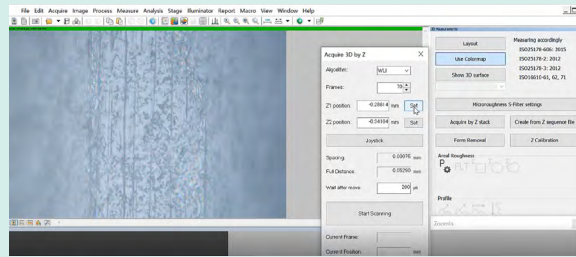 File Edit Acquire Image Process Measure Analysis Stage Illuminator Report Macro View Window Help
Acquire 3D by Z
Algorithm: WLI
Frames: 70
Z1 position: mm Set
Z2 position: mm Set
Joystick
Spacing: mm
Full Distance: mm
Wait after move: 200
Start Scanning
Current Frame:
Current Position:
Layout
Use Colormap
Show 3D surface
Measuring accordingly
ISO25178-606: 2015
ISO25178-2: 2012
ISO25178-3: 2012
ISO16610-61, 62, 71
Microroughness S-Filter settings
Acquire by Z stack
Create from Z sequence file
Form Removal
Z Calibration
Areal Roughness
Profile